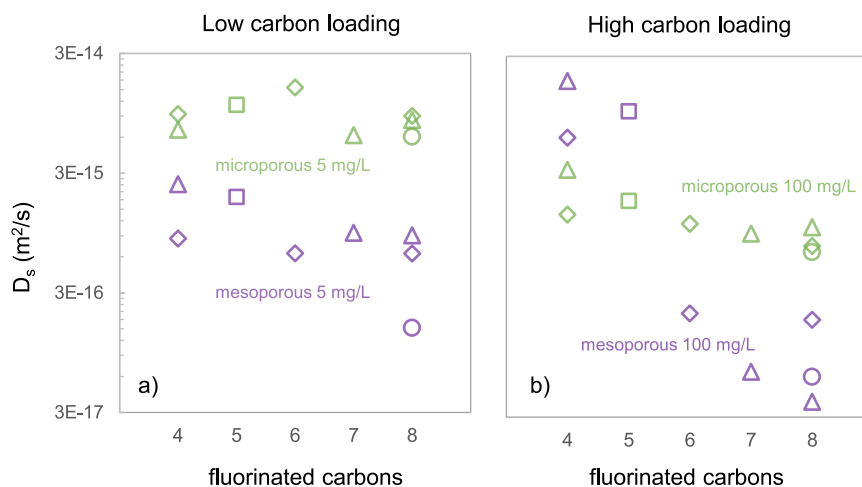 Low carbon loading
High carbon loading
3E-14
3E-15
3E-16
3E-17
Dₛ (m²/s)
microporous 5 mg/L
mesoporous 5 mg/L
a)
4 5 6 7 8
fluorinated carbons
microporous 100 mg/L
mesoporous 100 mg/L
b)
4 5 6 7 8
fluorinated carbons